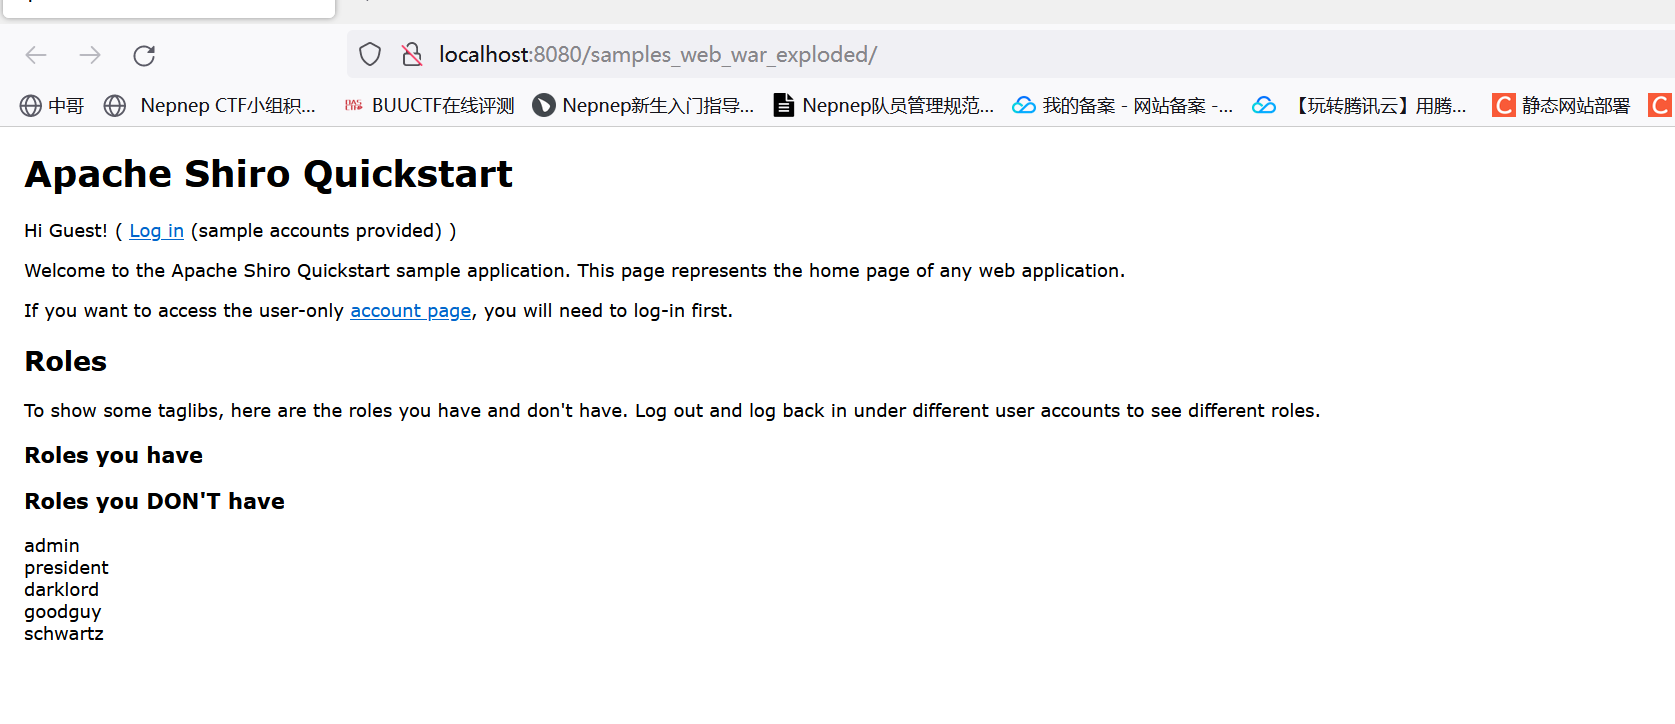 localhost:8080/samples_web_war_exploded/
中哥 Nepnep CTF小组积... BUUCTF在线评测 Nepnep新生入门指导... Nepnep队员管理规范... 我的备案 - 网站备案 -... 【玩转腾讯云】用腾... C 静态网站部署 C
Apache Shiro Quickstart
Hi Guest! ( Log in (sample accounts provided) )
Welcome to the Apache Shiro Quickstart sample application. This page represents the home page of any web application.
If you want to access the user-only account page, you will need to log-in first.
Roles
To show some taglibs, here are the roles you have and don't have. Log out and log back in under different user accounts to see different roles.
Roles you have
Roles you DON'T have
admin
president
darklord
goodguy
schwartz